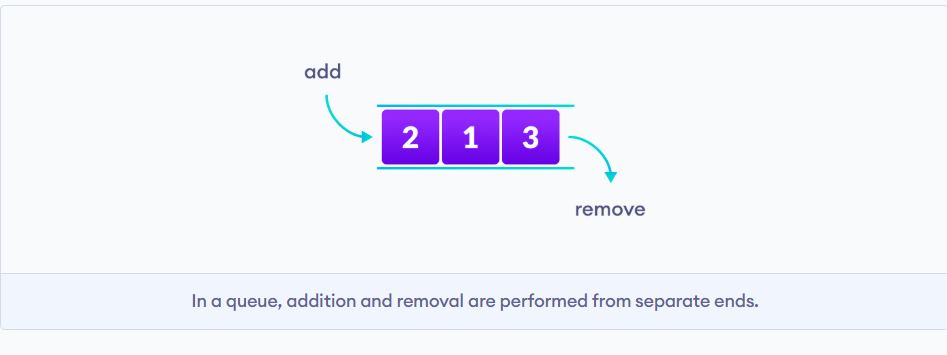 add
2 1 3
remove
In a queue, addition and removal are performed from separate ends.